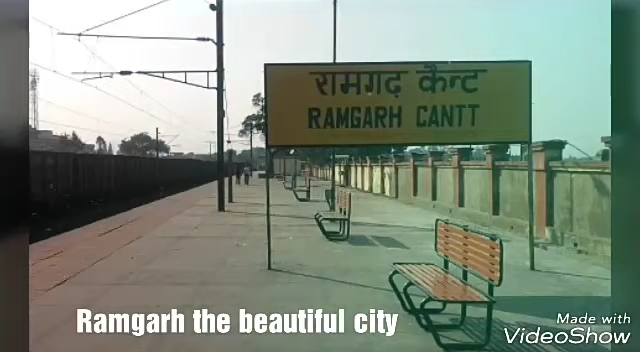 रामगढ़ कैन्ट
RAMGARH CANTT
Ramgarh the beautiful city
Made with
VideoShow